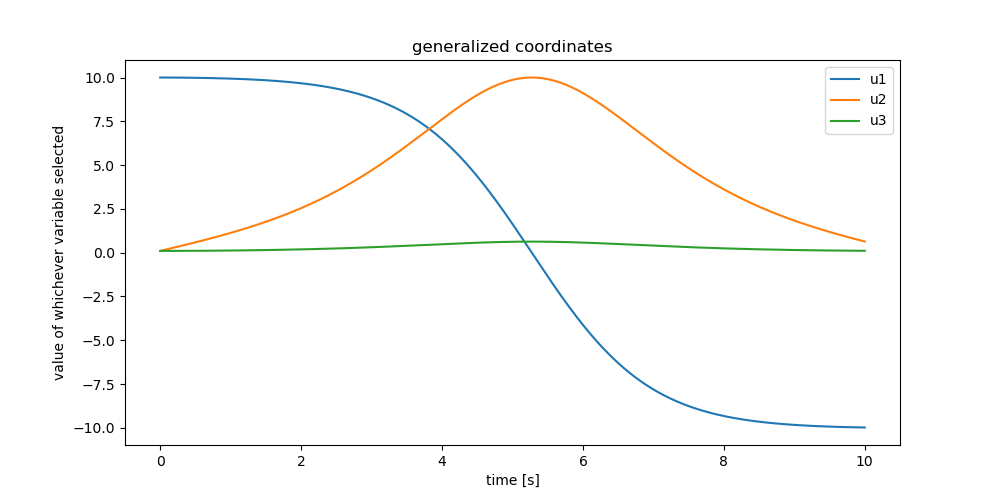 generalized coordinates
10.0
7.5
5.0
2.5
0.0
−2.5
−5.0
−7.5
−10.0
value of whichever variable selected
u1
u2
u3
0
2
4
6
8
10
time [s]